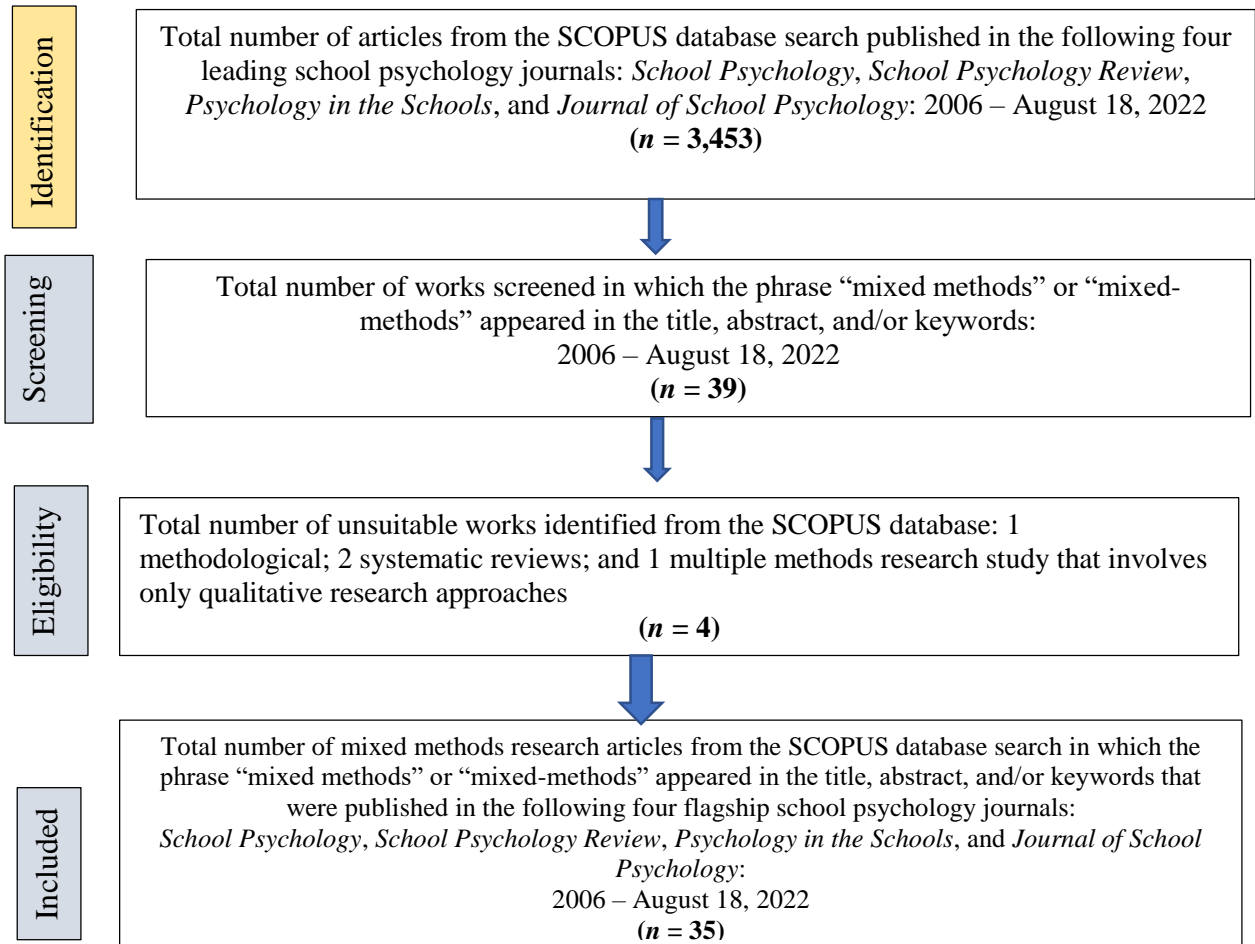 Identification
Total number of articles from the SCOPUS database search published in the following four
leading school psychology journals: School Psychology, School Psychology Review,
Psychology in the Schools, and Journal of School Psychology: 2006 – August 18, 2022
(n = 3,453)
Screening
Total number of works screened in which the phrase “mixed methods” or “mixed-
methods” appeared in the title, abstract, and/or keywords:
2006 – August 18, 2022
(n = 39)
Eligibility
Total number of unsuitable works identified from the SCOPUS database: 1
methodological; 2 systematic reviews; and 1 multiple methods research study that involves
only qualitative research approaches
(n = 4)
Included
Total number of mixed methods research articles from the SCOPUS database search in which the
phrase “mixed methods” or “mixed-methods” appeared in the title, abstract, and/or keywords that
were published in the following four flagship school psychology journals:
School Psychology, School Psychology Review, Psychology in the Schools, and Journal of School
Psychology:
2006 – August 18, 2022
(n = 35)